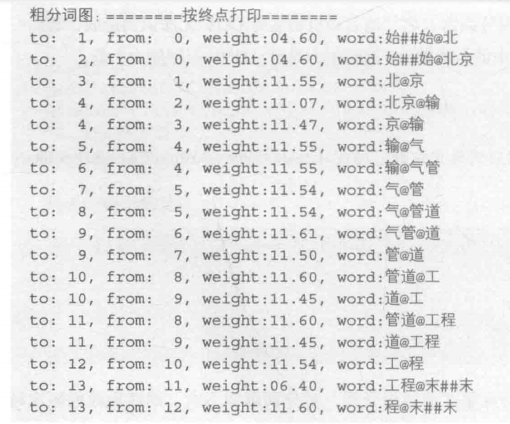 粗分词图：========按终点打印========
to:  1, from:  0, weight:04.60, word:始##始@北
to:  2, from:  0, weight:04.60, word:始##始@北京
to:  3, from:  1, weight:11.55, word:北@京
to:  4, from:  2, weight:11.07, word:北京@输
to:  4, from:  3, weight:11.47, word:京@输
to:  5, from:  4, weight:11.55, word:输@气
to:  6, from:  4, weight:11.55, word:输@气管
to:  7, from:  5, weight:11.54, word:气@管
to:  8, from:  5, weight:11.54, word:气@管道
to:  9, from:  6, weight:11.61, word:气管@道
to:  9, from:  7, weight:11.50, word:管@道
to: 10, from:  8, weight:11.60, word:管道@工
to: 10, from:  9, weight:11.45, word:道@工
to: 11, from:  8, weight:11.60, word:管道@工程
to: 11, from:  9, weight:11.45, word:道@工程
to: 12, from: 10, weight:11.54, word:工@程
to: 13, from: 11, weight:06.40, word:工程@末##末
to: 13, from: 12, weight:11.60, word:程@末##末